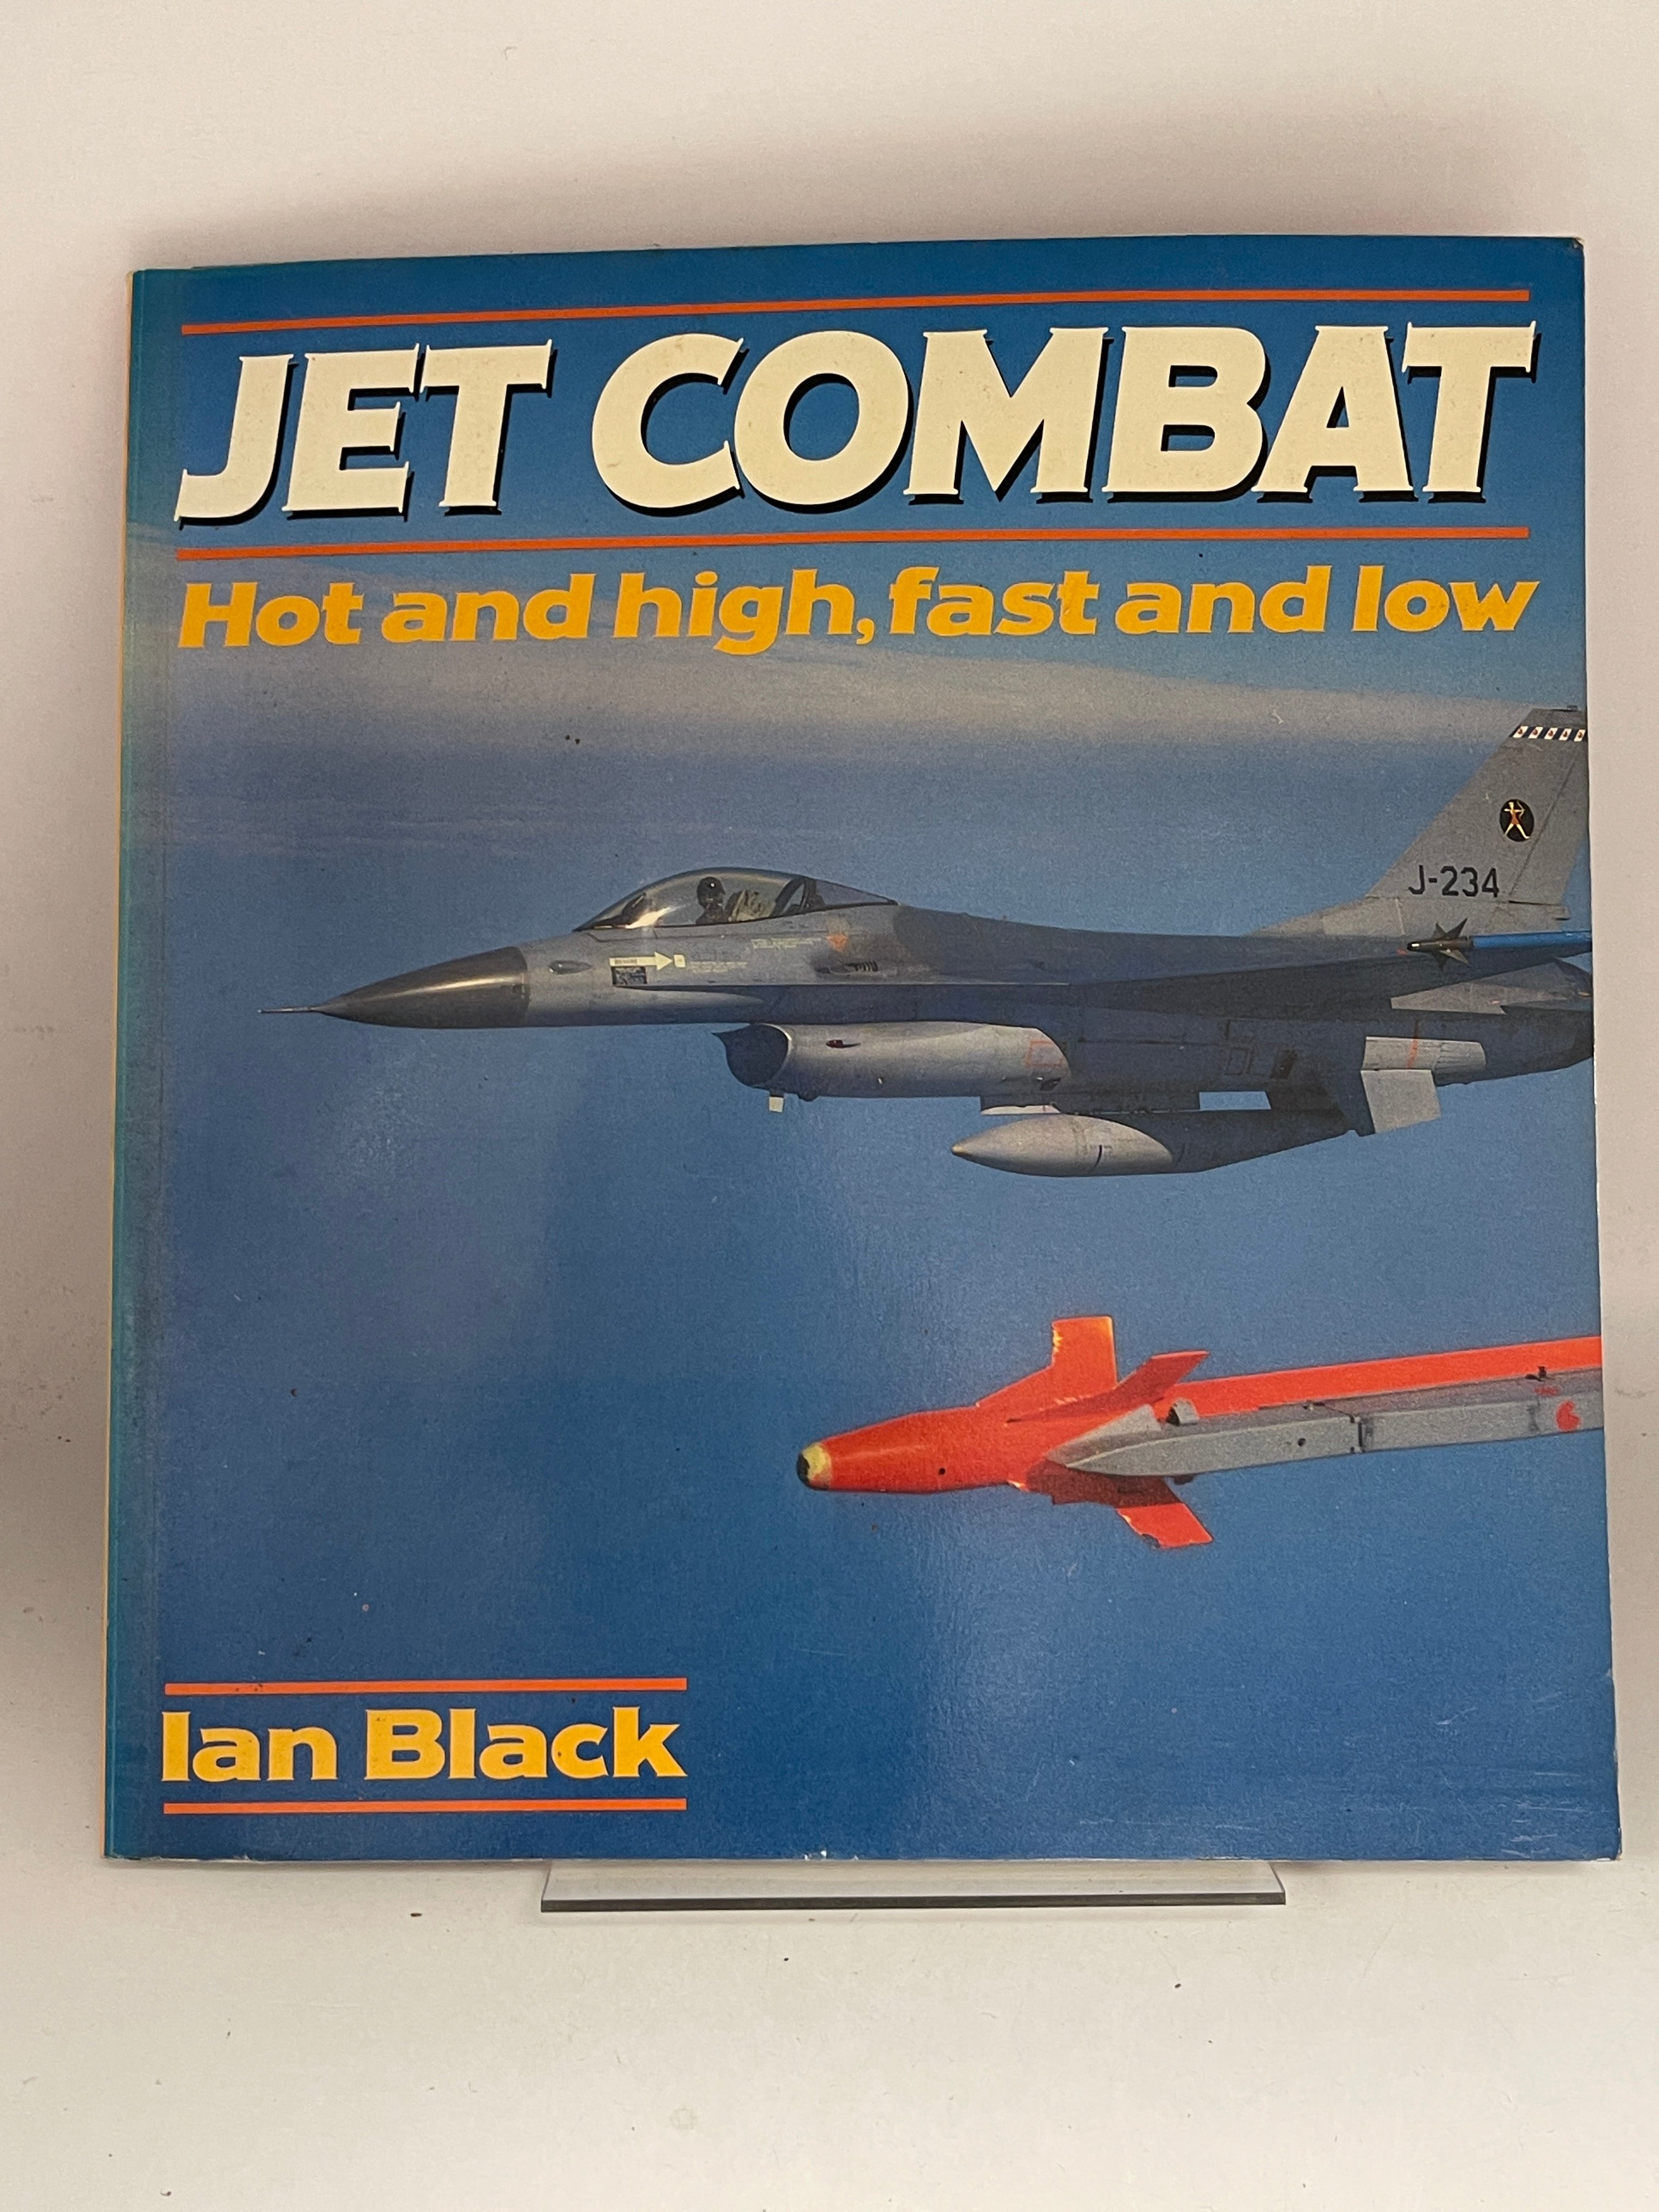 JET COMBAT
Hot and high, fast and low
J-234
Ian Black